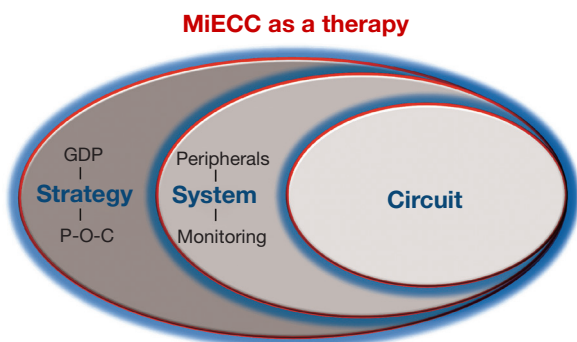 MiECC as a therapy
GDP
Strategy
P-O-C
Peripherals
System
Monitoring
Circuit